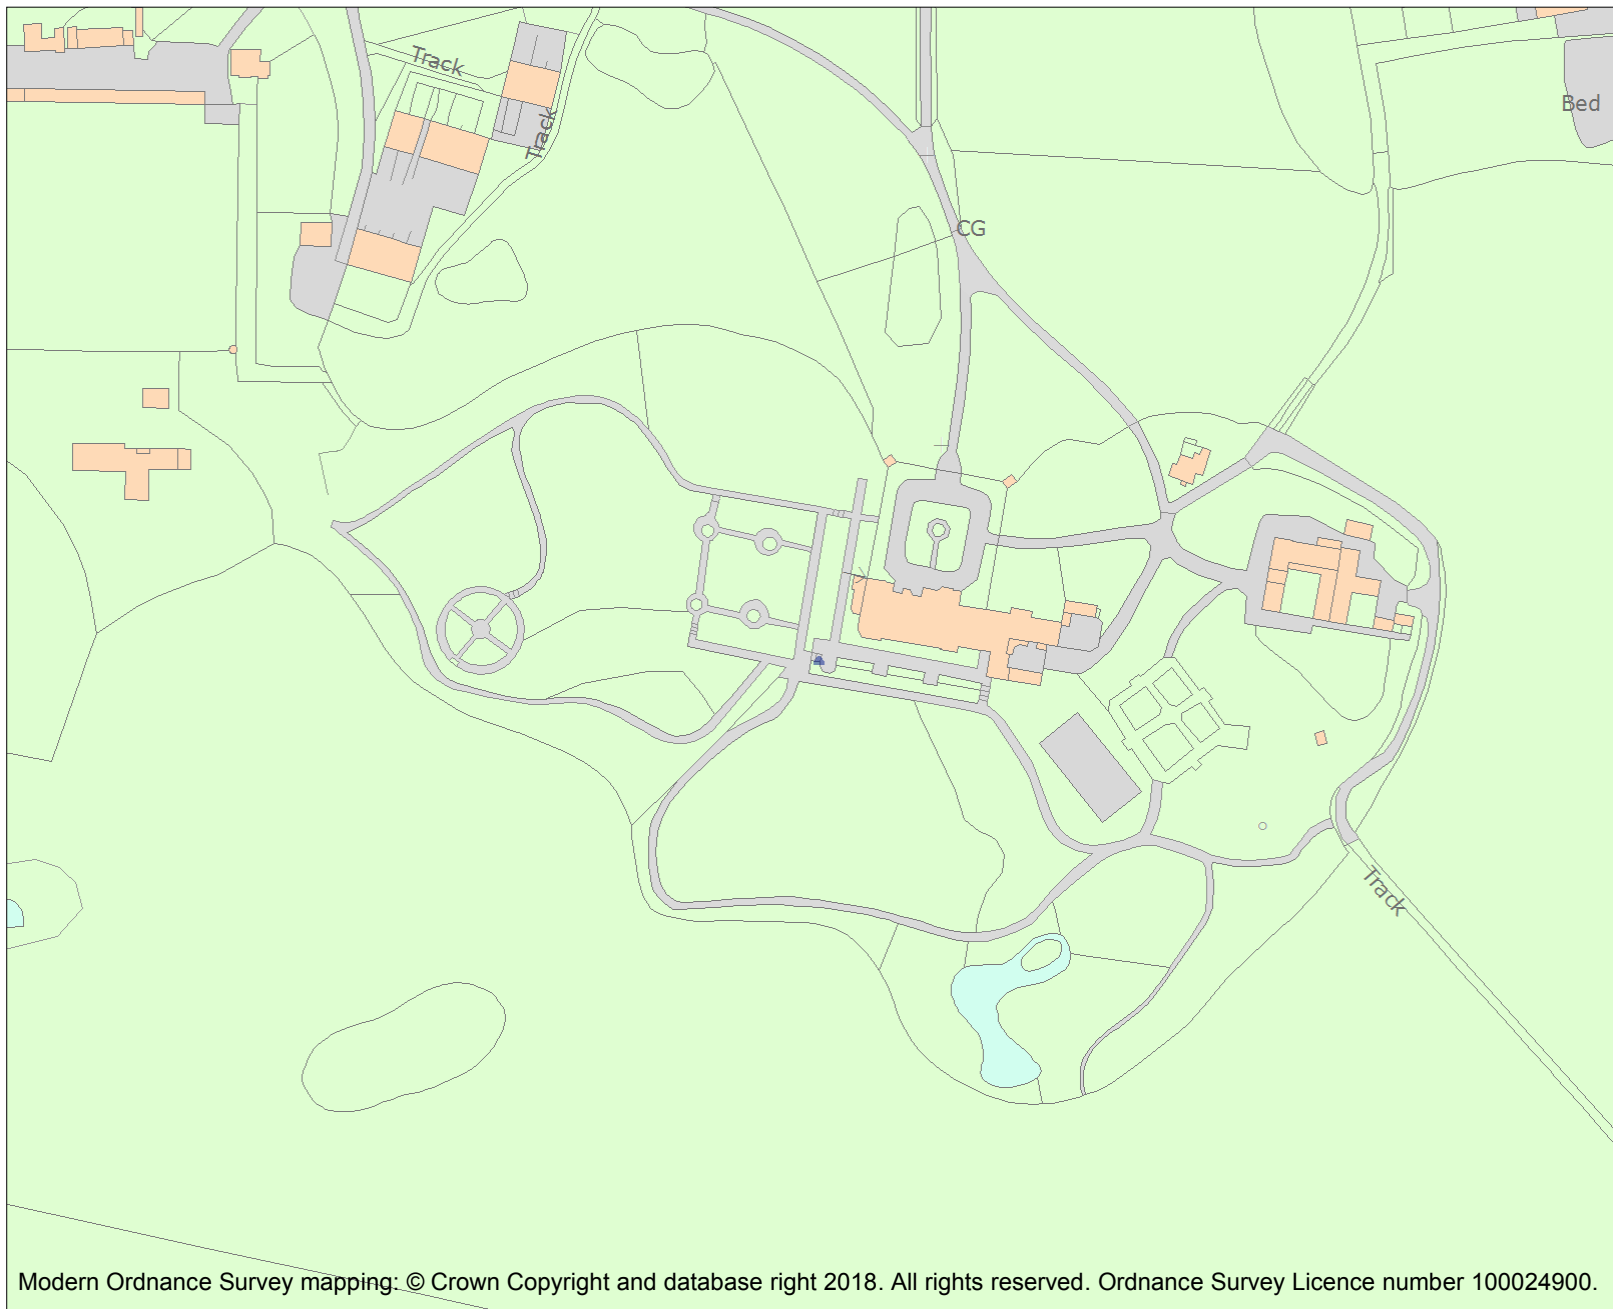 Track
Track
Bed
CG
Track
Modern Ordnance Survey mapping: © Crown Copyright and database right 2018. All rights reserved. Ordnance Survey Licence number 100024900.